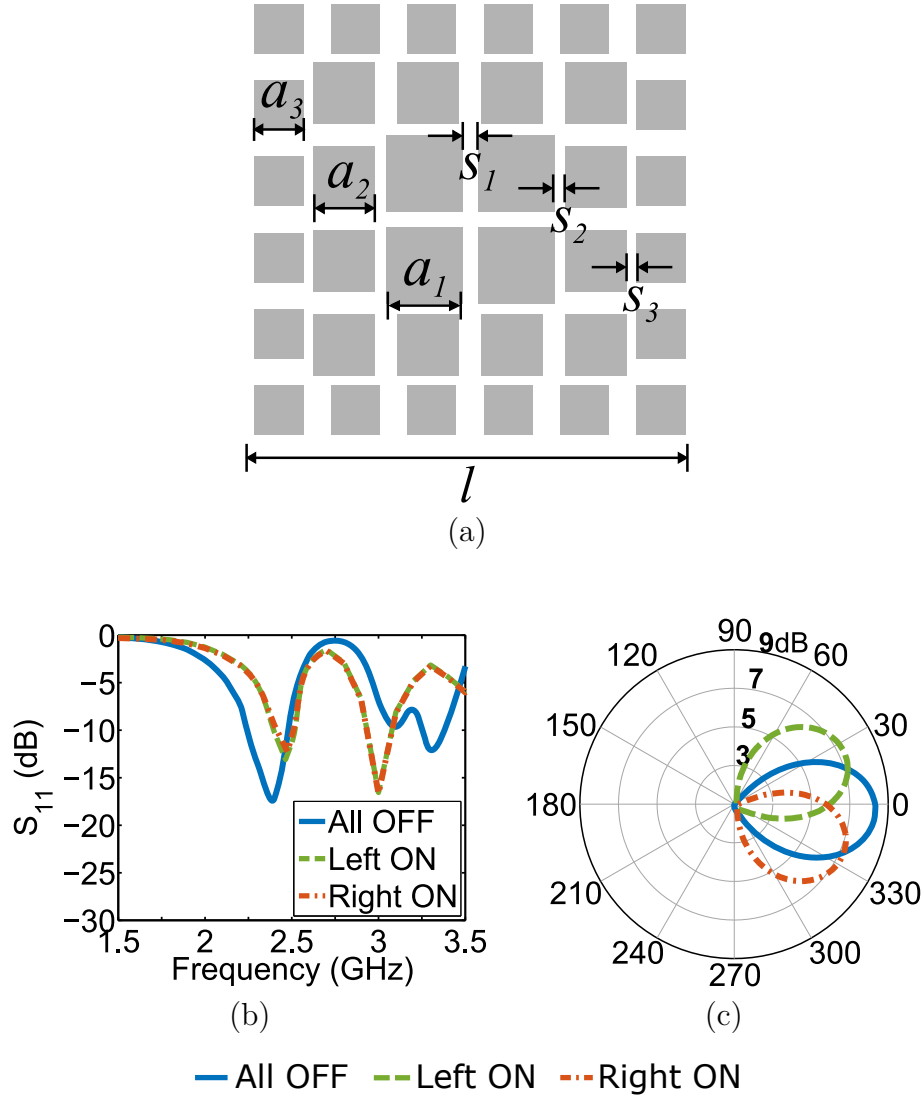 a3
a2
a1
s1
s2
s3
l
(a)
0
−5
−10
−15
−20
−25
−30
S11 (dB)
All OFF
Left ON
Right ON
1.5 2 2.5 3 3.5
Frequency (GHz)
(b)
90
9dB
60
120
7
150
5
30
3
180
0
210
330
240
300
270
(c)
All OFF Left ON Right ON